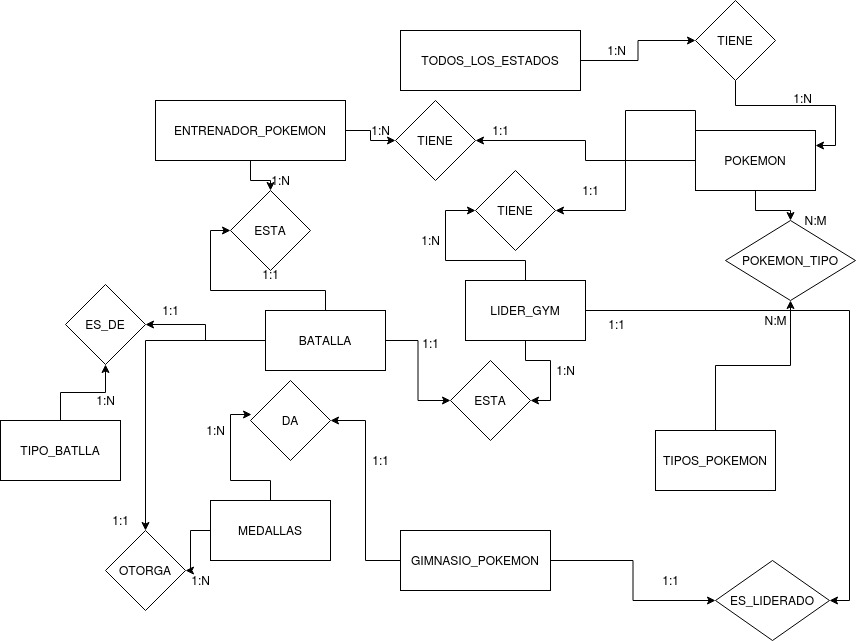 TIENE
TODOS_LOS_ESTADOS
1:N
1:N
ENTRENADOR_POKEMON
1:N
TIENE
1:1
POKEMON
1:N
ESTA
1:1
TIENE
1:1
1:N
N:M
POKEMON_TIPO
1:1
ES_DE
BATALLA
LIDER_GYM
1:1
N:M
1:1
1:N
ESTA
1:N
TIPO_BATLLA
DA
1:N
1:1
TIPOS_POKEMON
1:1
MEDALLAS
OTORGA
1:N
GIMNASIO_POKEMON
1:1
ES_LIDERADO